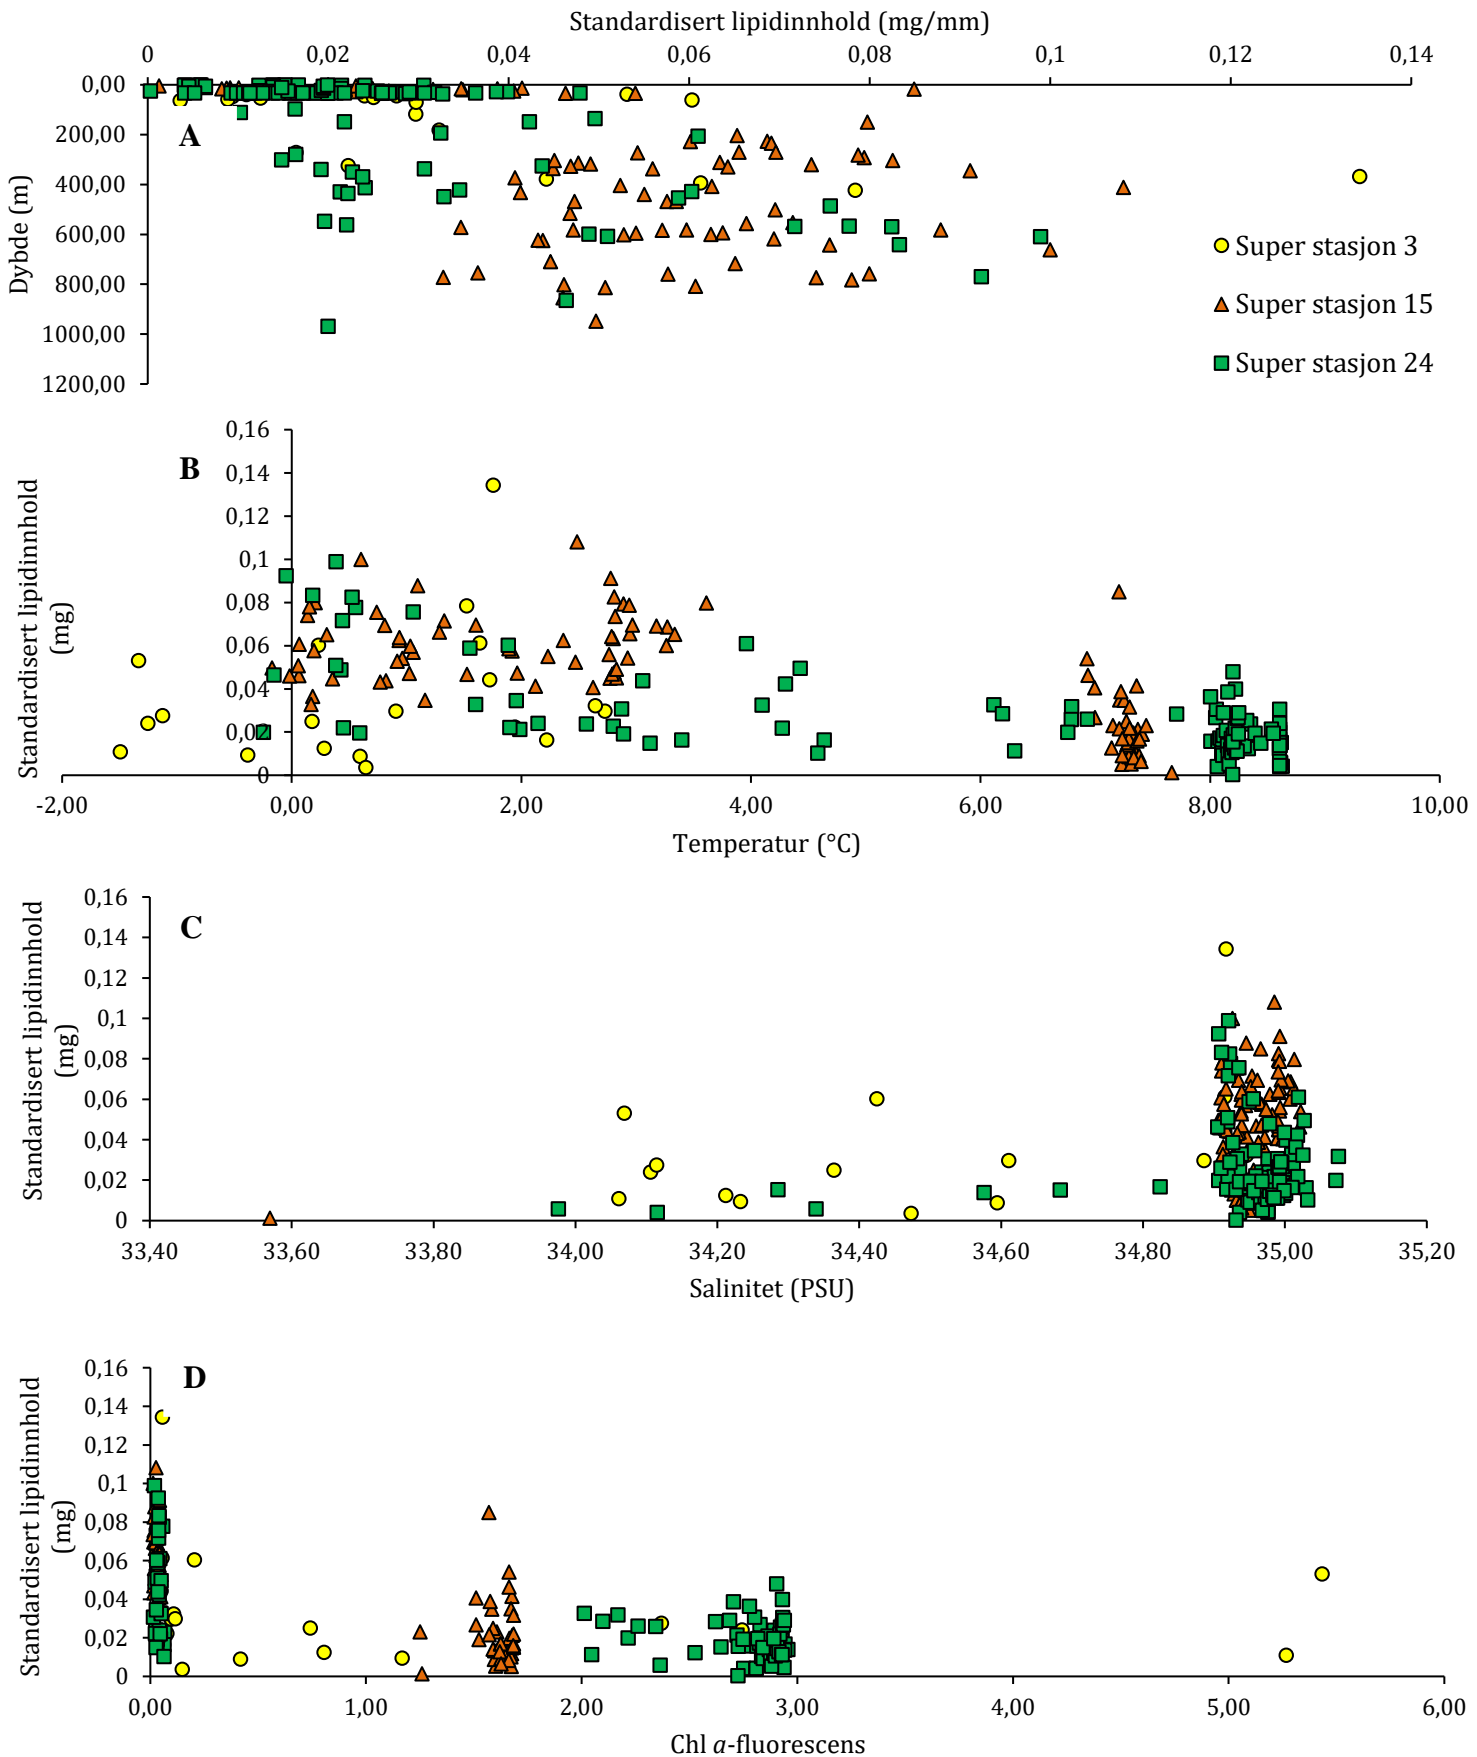 Standardisert lipidinnhold (mg/mm)
0 0,02 0,04 0,06 0,08 0,1 0,12 0,14
0,00
200,00
400,00
600,00
800,00
1000,00
1200,00
Dybde (m)
A
Super stasjon 3
Super stasjon 15
Super stasjon 24
B
0,16
0,14
0,12
0,1
0,08
0,06
0,04
0,02
0
Standardisert lipidinnhold
(mg)
-2,00 0,00 2,00 4,00 6,00 8,00 10,00
Temperatur (°C)
C
0,16
0,14
0,12
0,1
0,08
0,06
0,04
0,02
0
Standardisert lipidinnhold
(mg)
33,40 33,60 33,80 34,00 34,20 34,40 34,60 34,80 35,00 35,20
Salinitet (PSU)
D
0,16
0,14
0,12
0,1
0,08
0,06
0,04
0,02
0
Standardisert lipidinnhold
(mg)
0,00 1,00 2,00 3,00 4,00 5,00 6,00
Chl a-fluorescens